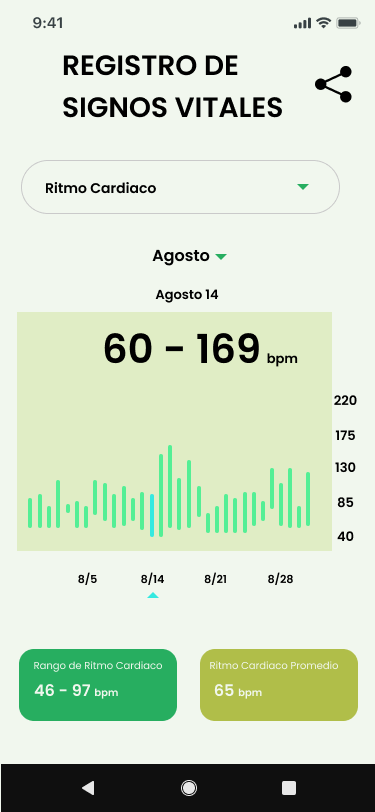 9:41
REGISTRO DE
SIGNOS VITALES
Ritmo Cardiaco
Agosto
Agosto 14
60 - 169 bpm
220
175
130
85
40
8/5 8/14 8/21 8/28
Rango de Ritmo Cardiaco
46 - 97 bpm
Ritmo Cardiaco Promedio
65 bpm